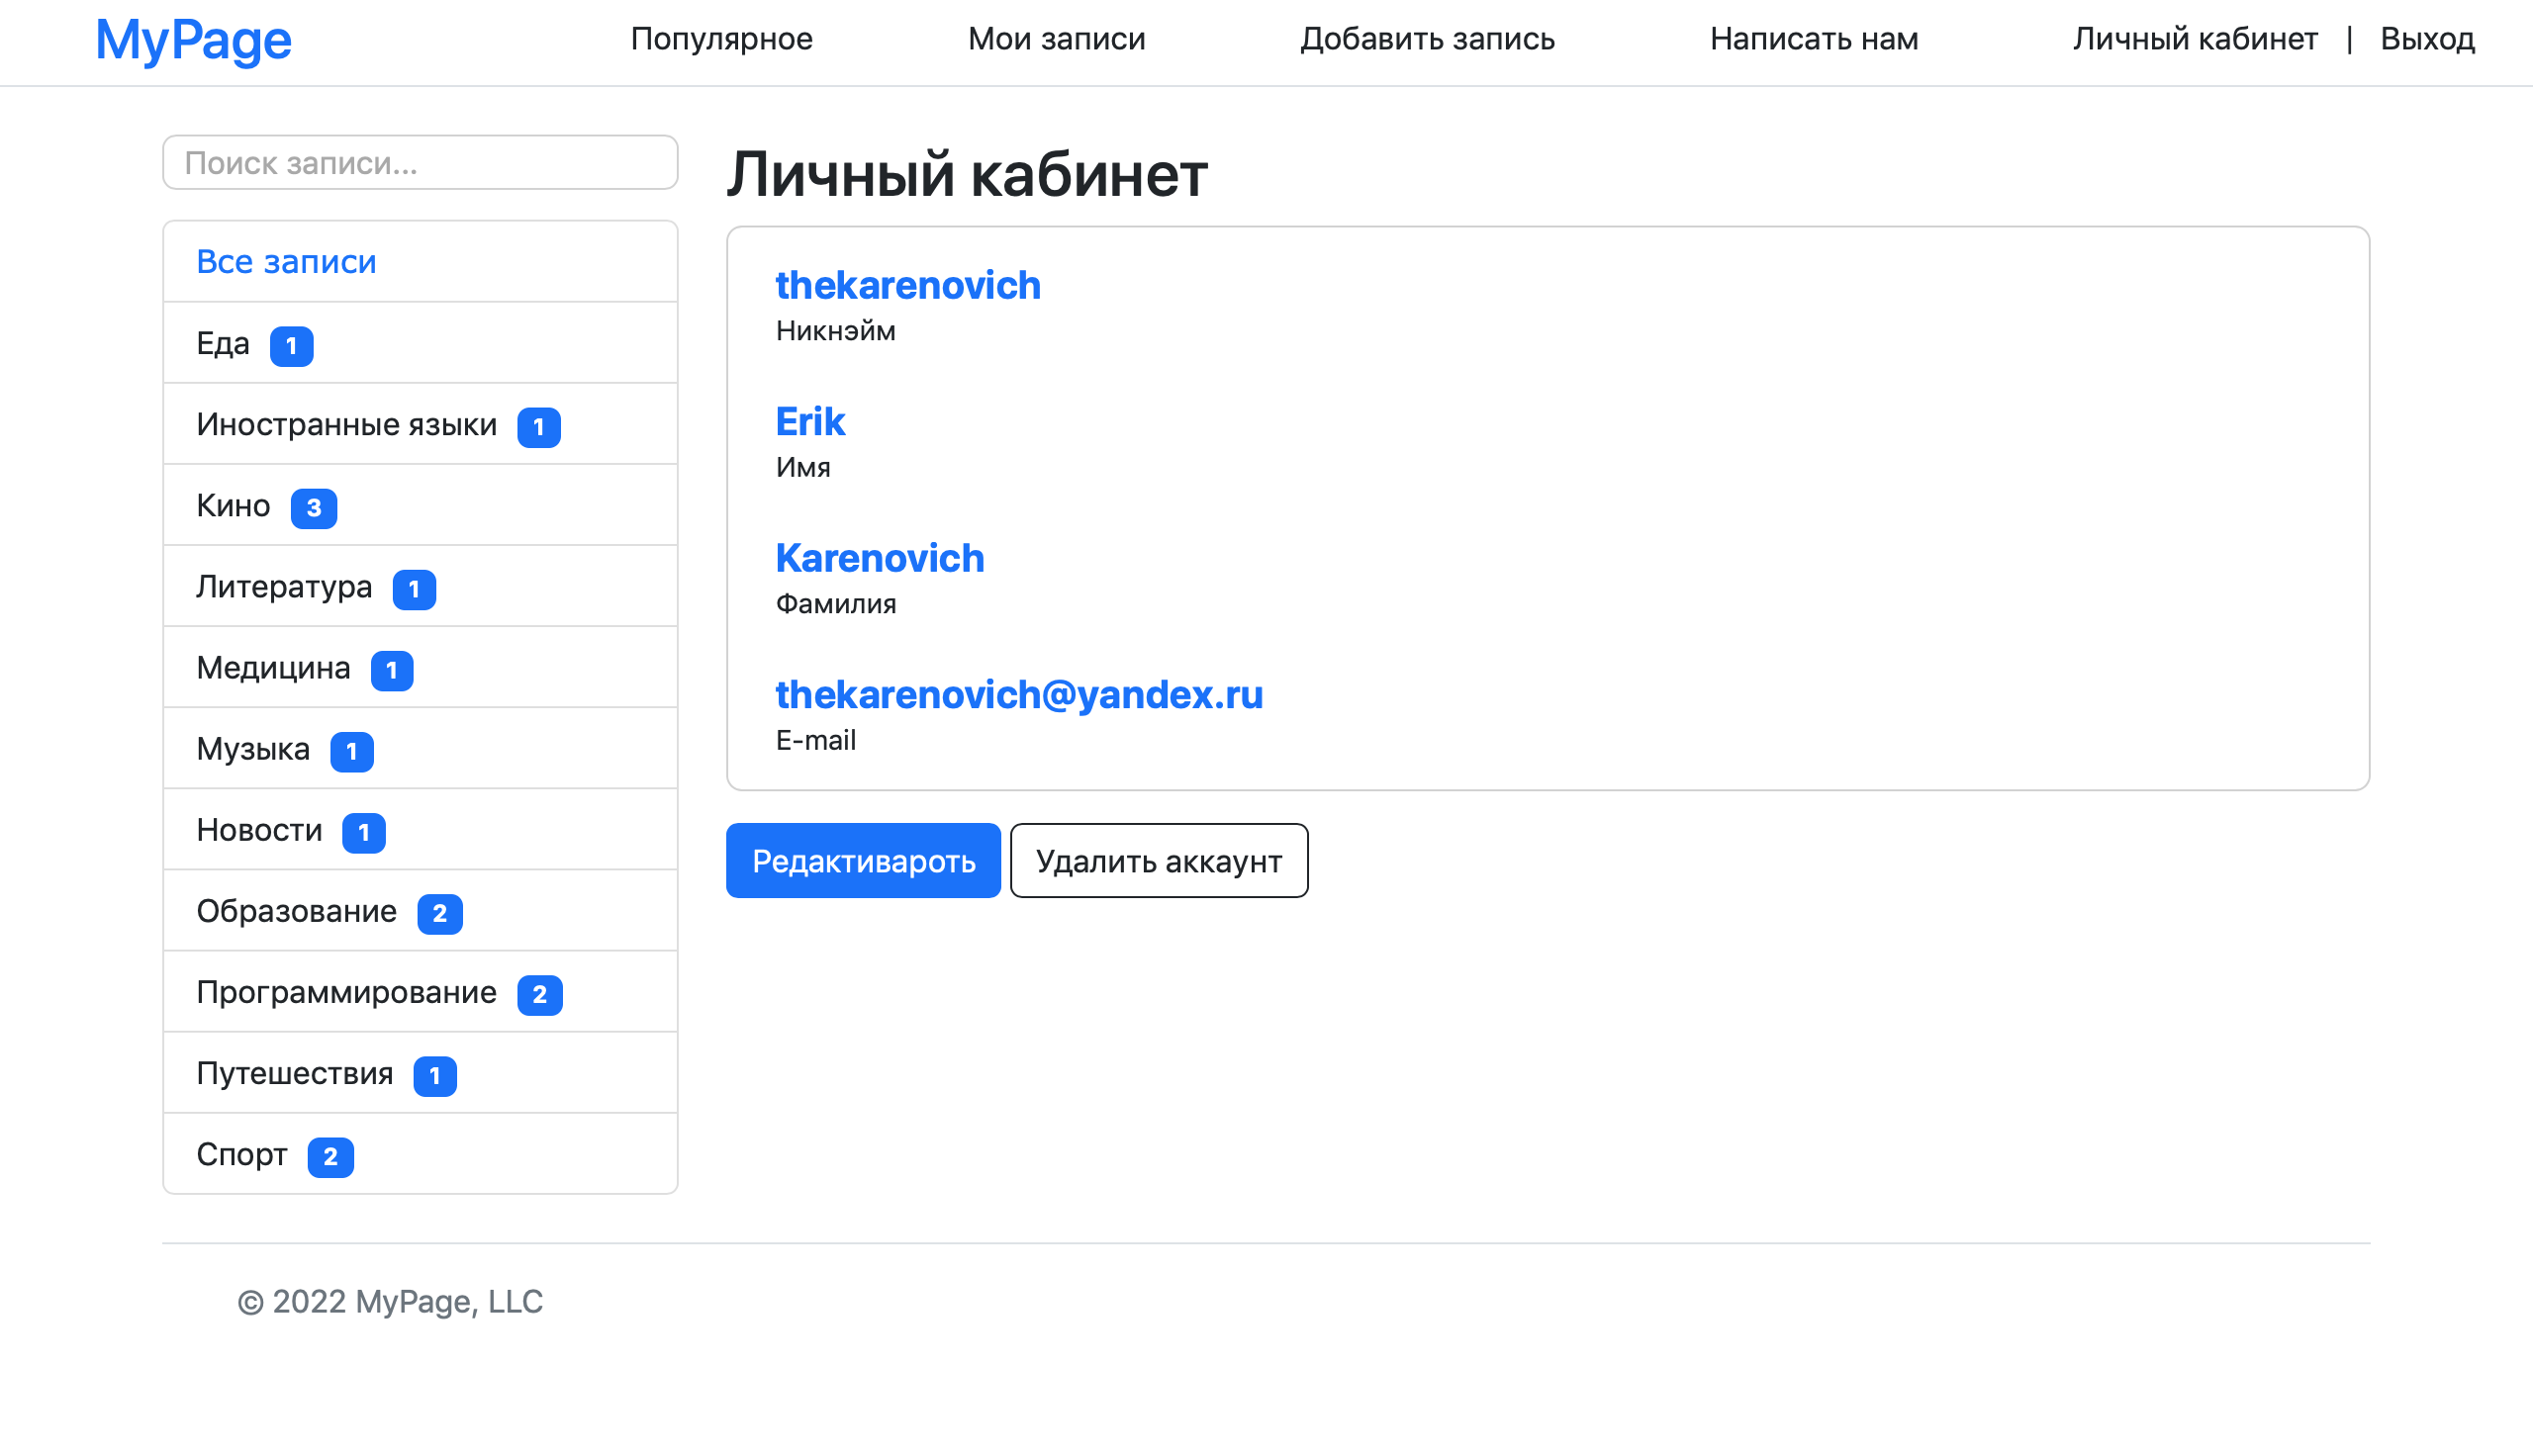 MyPage Популярное Мои записи Добавить запись Написать нам Личный кабинет | Выход
Поиск записи...
Все записи
Еда 1
Иностранные языки 1
Кино 3
Литература 1
Медицина 1
Музыка 1
Новости 1
Образование 2
Программирование 2
Путешествия 1
Спорт 2
Личный кабинет
thekarenovich
Никнэйм
Erik
Имя
Karenovich
Фамилия
thekarenovich@yandex.ru
E-mail
Редактивароть Удалить аккаунт
© 2022 MyPage, LLC